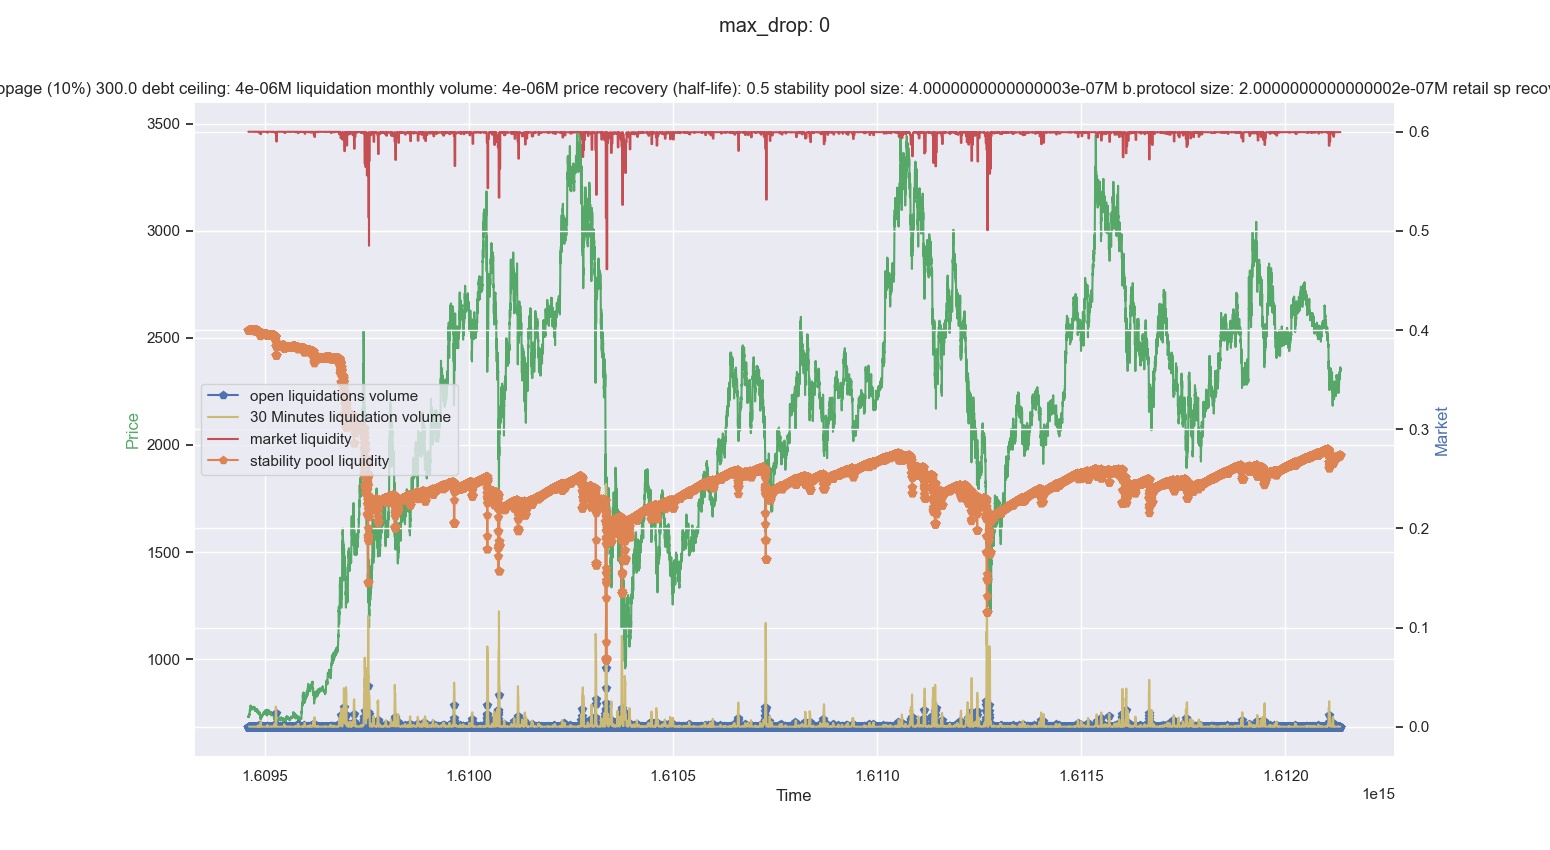 max_drop: 0
opage (10%) 300.0 debt ceiling: 4e-06M liquidation monthly volume: 4e-06M price recovery (half-life): 0.5 stability pool size: 4.0000000000000003e-07M b.protocol size: 2.0000000000000002e-07M retail sp recov
3500
3000
2500
2000
1500
1000
Price
open liquidations volume
30 Minutes liquidation volume
market liquidity
stability pool liquidity
0.6
0.5
0.4
0.3
0.2
0.1
0.0
Market
1.6095 1.6100 1.6105 1.6110 1.6115 1.6120
Time
1e15